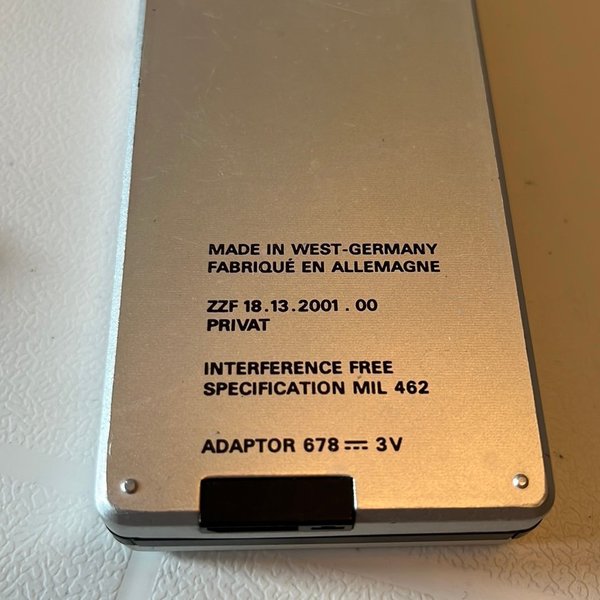 MADE IN WEST-GERMANY
FABRIQUÉ EN ALLEMAGNE
ZZF 18.13.2001 . 00
PRIVAT
INTERFERENCE FREE
SPECIFICATION MIL 462
ADAPTOR 678 ⎓ 3V